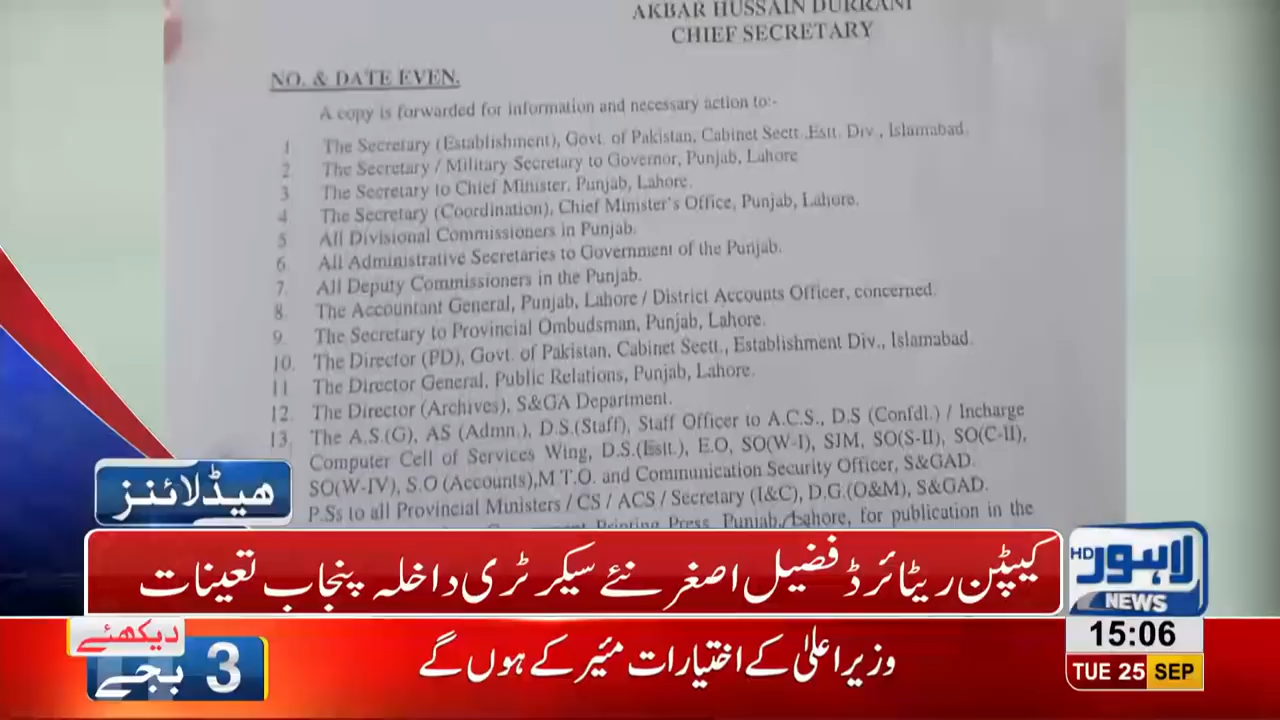 AKBAR HUSSAIN DURRANI
CHIEF SECRETARY
NO. & DATE EVEN.
A copy is forwarded for information and necessary action to:-
1 The Secretary (Establishment), Govt. of Pakistan, Cabinet Sectt. Estt. Div., Islamabad.
2 The Secretary / Military Secretary to Governor, Punjab, Lahore
3 The Secretary to Chief Minister, Punjab, Lahore.
4 The Secretary (Coordination), Chief Minister's Office, Punjab, Lahore.
5 All Divisional Commissioners in Punjab.
6. All Administrative Secretaries to Government of the Punjab.
7. All Deputy Commissioners in the Punjab.
8. The Accountant General, Punjab, Lahore / District Accounts Officer, concerned.
9. The Secretary to Provincial Ombudsman, Punjab, Lahore.
10. The Director (PD), Govt. of Pakistan, Cabinet Sectt., Establishment Div., Islamabad.
11 The Director General, Public Relations, Punjab, Lahore.
12. The Director (Archives), S&GA Department.
13. The A.S.(G), AS (Admn.), D.S.(Staff), Staff Officer to A.C.S., D.S (Confdl.) / Incharge
Computer Cell of Services Wing, D.S.(Estt.), E.O, SO(W-I), SJM, SO(S-II), SO(C-II),
SO(W-IV), S.O (Accounts),M.T.O. and Communication Security Officer, S&GAD.
P.Ss to all Provincial Ministers / CS / ACS / Secretary (I&C), D.G.(O&M), S&GAD.
Printing Press, Punjab, Lahore, for publication in the
ہیڈلائنز
کیپٹن ریٹائرڈ فضیل اصغر نئے سیکرٹری داخلہ پنجاب تعینات
لاہور HD
NEWS
15:06
TUE 25 SEP
دیکھئے
3 بجے
وزیراعلیٰ کے اختیارات مئیر کے ہوں گے